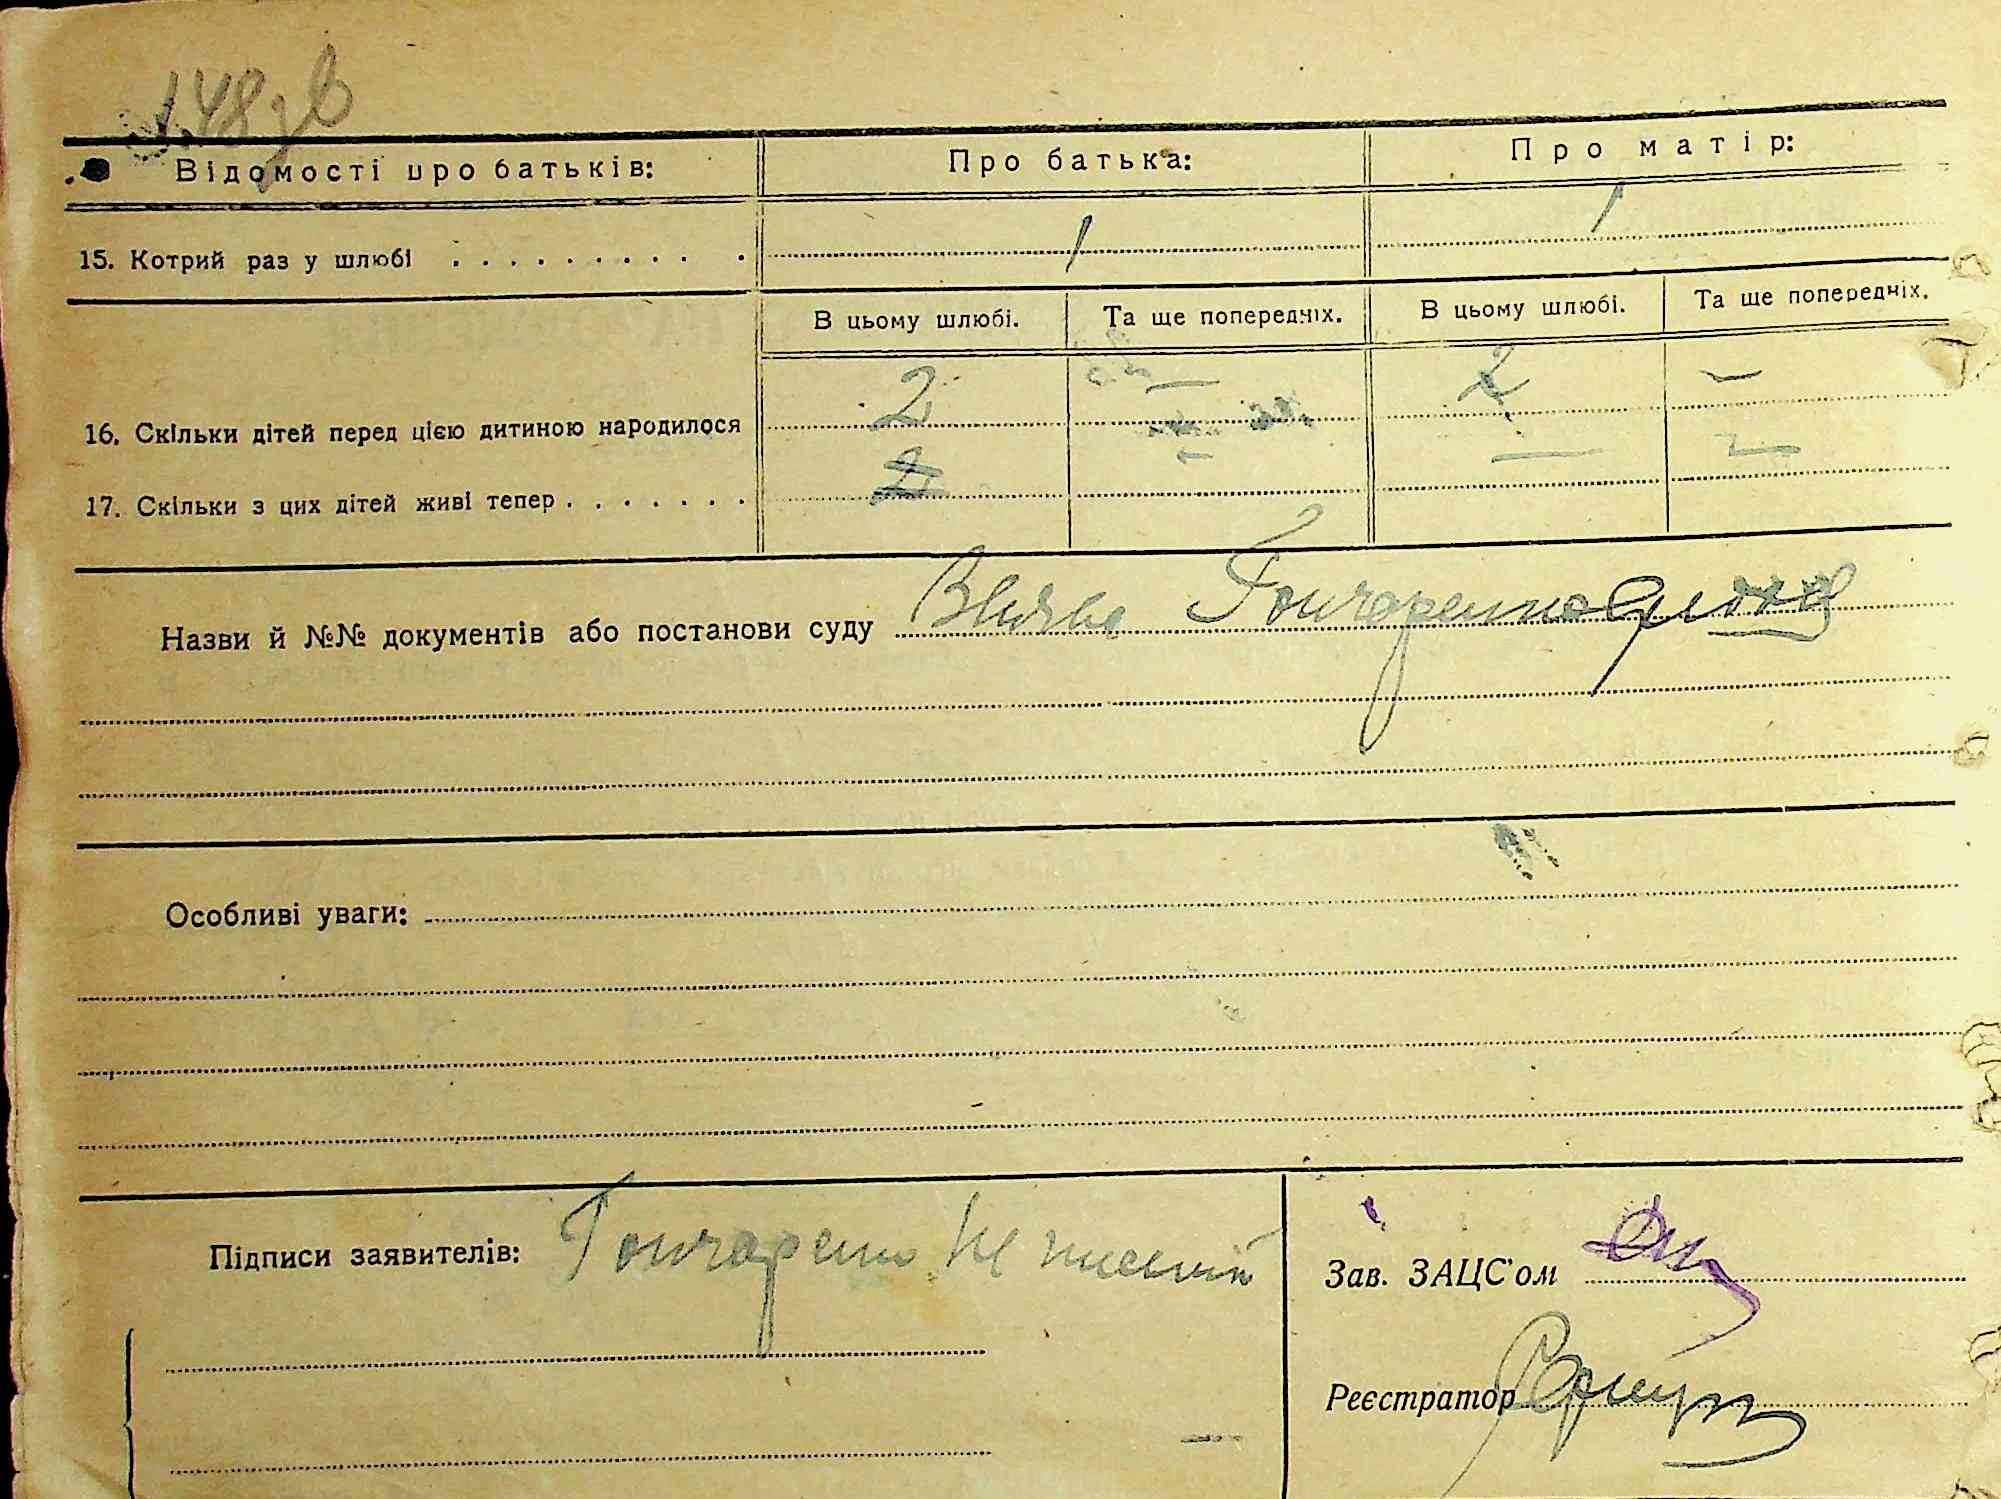 148 зв
Відомості про батьків: Про батька: Про матір:
15. Котрий раз у шлюбі . . . . . . . . . . 1 1
В цьому шлюбі. Та ще попередніх. В цьому шлюбі. Та ще попередніх.
16. Скільки дітей перед цією дитиною народилося 2 — 2 —
17. Скільки з цих дітей живі тепер . . . . . . . 2 — — —
Назви й №№ документів або постанови суду Гончаренко
Особливі уваги:
Підписи заявителів: Гончаренко
Зав. ЗАЦС'ом
Реєстратор